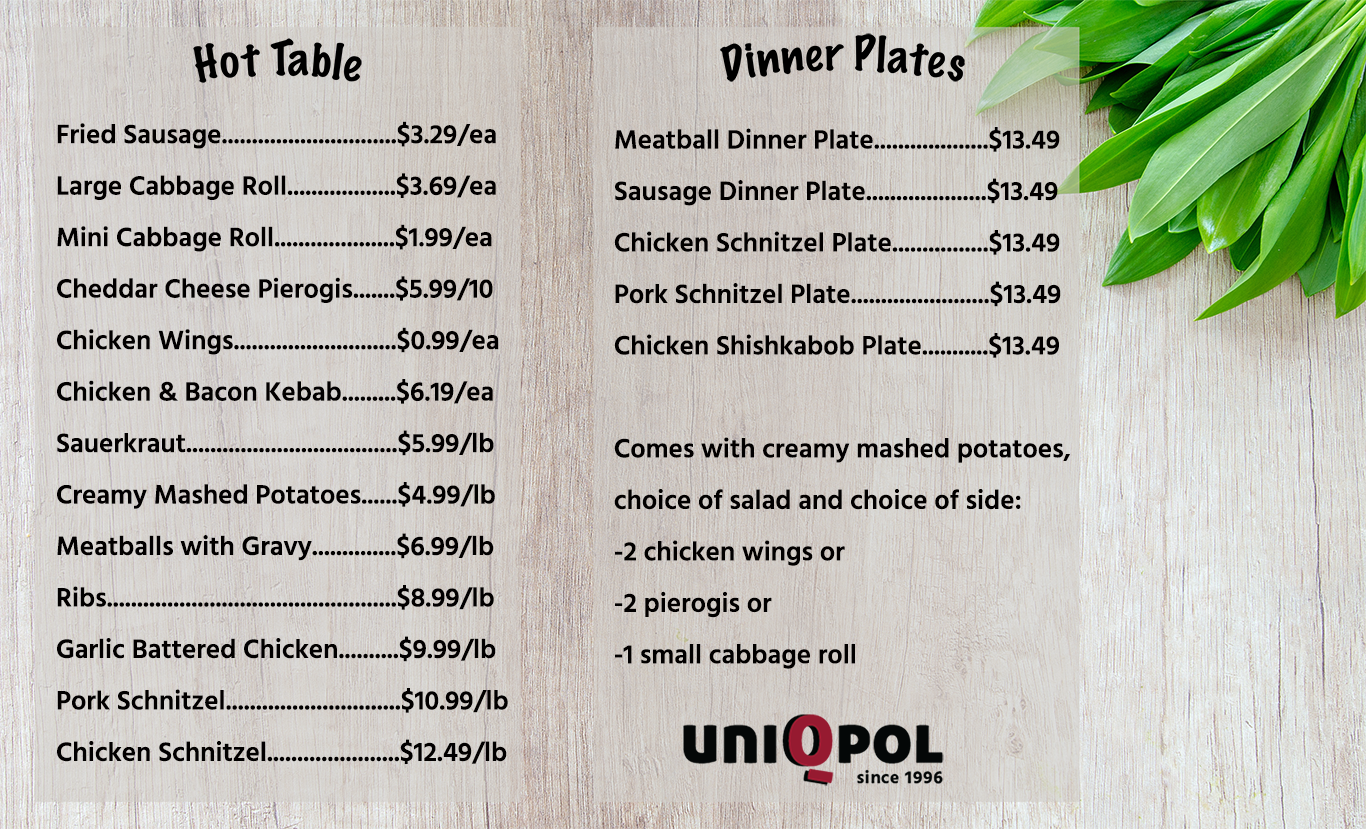 Hot Table
Fried Sausage.............................$3.29/ea
Large Cabbage Roll..................$3.69/ea
Mini Cabbage Roll....................$1.99/ea
Cheddar Cheese Pierogis.......$5.99/10
Chicken Wings...........................$0.99/ea
Chicken & Bacon Kebab.........$6.19/ea
Sauerkraut...................................$5.99/lb
Creamy Mashed Potatoes......$4.99/lb
Meatballs with Gravy..............$6.99/lb
Ribs................................................$8.99/lb
Garlic Battered Chicken..........$9.99/lb
Pork Schnitzel.............................$10.99/lb
Chicken Schnitzel......................$12.49/lb
Dinner Plates
Meatball Dinner Plate...................$13.49
Sausage Dinner Plate....................$13.49
Chicken Schnitzel Plate................$13.49
Pork Schnitzel Plate.......................$13.49
Chicken Shishkabob Plate...........$13.49
Comes with creamy mashed potatoes,
choice of salad and choice of side:
-2 chicken wings or
-2 pierogis or
-1 small cabbage roll
UNIQPOL
since 1996